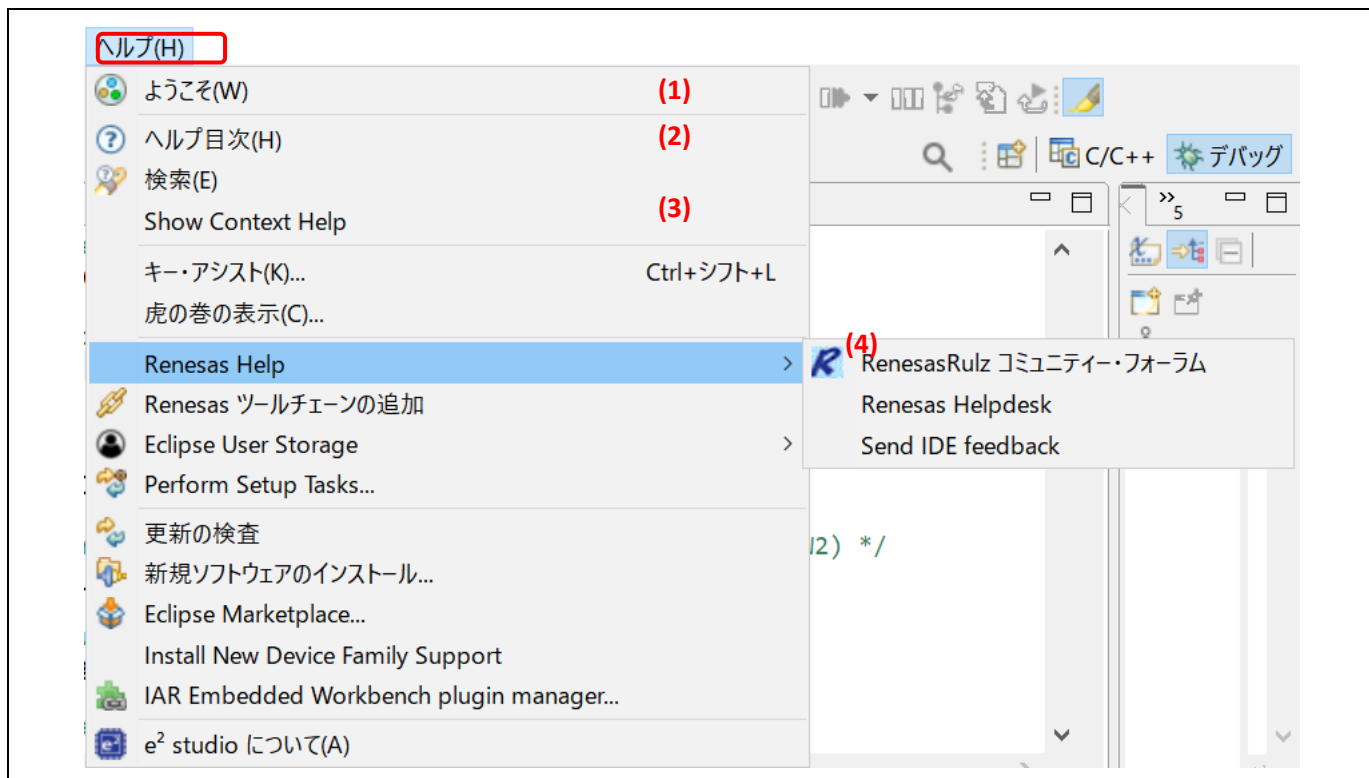 ヘルプ(H)
ようこそ(W) (1)
ヘルプ目次(H) (2)
C/C++ デバッグ
検索(E)
Show Context Help (3)
5
キー・アシスト(K)... Ctrl+シフト+L
虎の巻の表示(C)...
Renesas Help > (4) RenesasRulz コミュニティー・フォーラム
Renesas ツールチェーンの追加 Renesas Helpdesk
Eclipse User Storage > Send IDE feedback
Perform Setup Tasks...
更新の検査 2) */
新規ソフトウェアのインストール...
Eclipse Marketplace...
Install New Device Family Support
IAR Embedded Workbench plugin manager...
e² studio について(A)